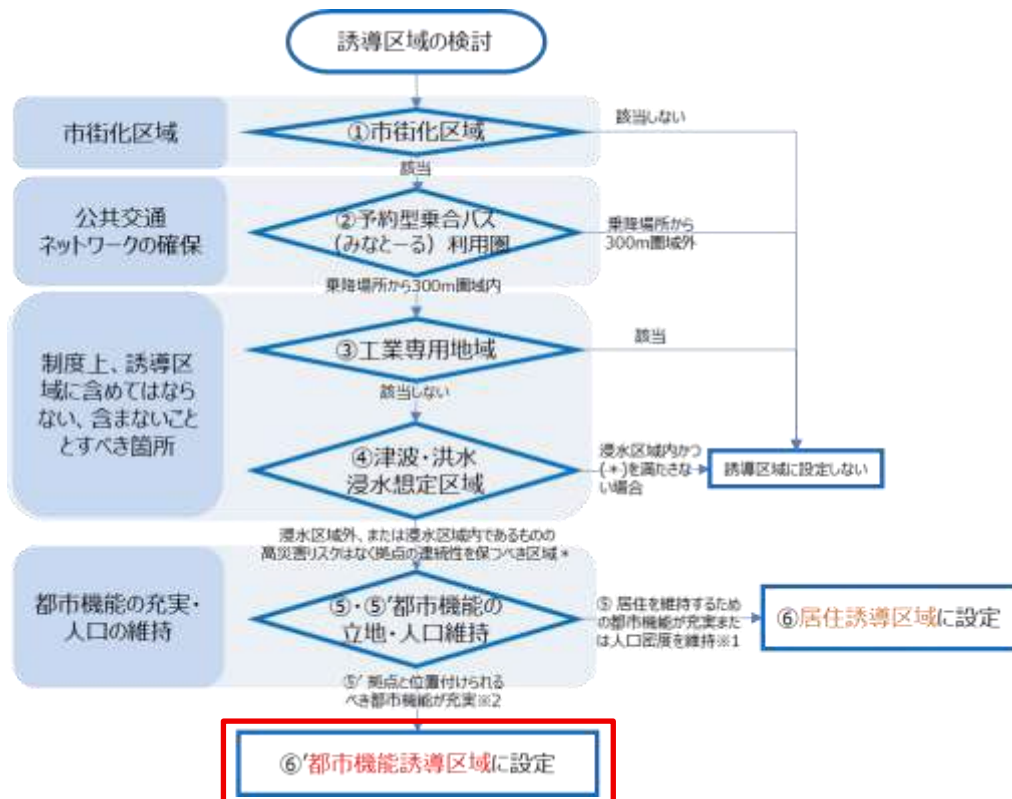 誘導区域の検討
市街化区域
①市街化区域
該当しない
該当
公共交通
ネットワークの確保
②予約型乗合バス
(みなとーる) 利用圏
乗降場所から
300m圏域外
乗降場所から300m圏域内
制度上、誘導区
域に含めてはなら
ない、含まないこと
とすべき箇所
③工業専用地域
該当
該当しない
④津波・洪水
浸水想定区域
浸水区域内かつ
(＊)を満たさな
い場合
誘導区域に設定しない
浸水区域外、または浸水区域内であるものの
高災害リスクはなく拠点の連続性を保つべき区域＊
都市機能の充実・
人口の維持
⑤・⑤’都市機能の
立地・人口維持
⑤ 居住を維持するため
の都市機能が充実また
は人口密度を維持※1
⑥居住誘導区域に設定
⑤’ 拠点と位置付けられる
べき都市機能が充実※2
⑥’都市機能誘導区域に設定